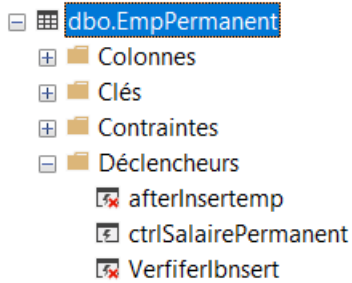 dbo.EmpPermanent
Colonnes
Clés
Contraintes
Déclencheurs
afterInsertemp
ctrlSalairePermanent
VerfiferIbnsert